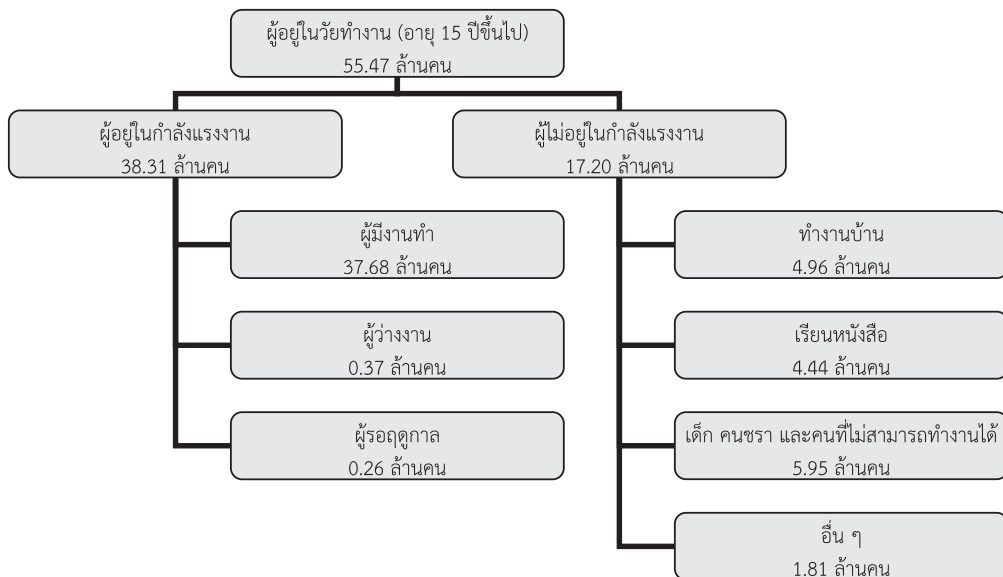 ผู้อยู่ในวัยทำงาน (อายุ 15 ปีขึ้นไป)
55.47 ล้านคน
ผู้อยู่ในกำลังแรงงาน
38.31 ล้านคน
ผู้ไม่อยู่ในกำลังแรงงาน
17.20 ล้านคน
ผู้มีงานทำ
37.68 ล้านคน
ทำงานบ้าน
4.96 ล้านคน
ผู้ว่างงาน
0.37 ล้านคน
เรียนหนังสือ
4.44 ล้านคน
ผู้รอฤดูกาล
0.26 ล้านคน
เด็ก คนชรา และคนที่ไม่สามารถทำงานได้
5.95 ล้านคน
อื่น ๆ
1.81 ล้านคน